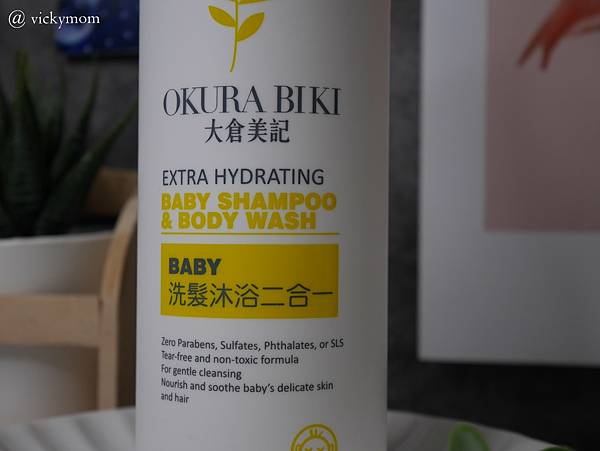 @ vickymom
OKURA BIKI
大倉美記
EXTRA HYDRATING
BABY SHAMPOO
& BODY WASH
BABY
洗髮沐浴二合一
Zero Parabens, Sulfates, Phthalates, or SLS
Tear-free and non-toxic formula
For gentle cleansing
Nourish and soothe baby's delicate skin
and hair